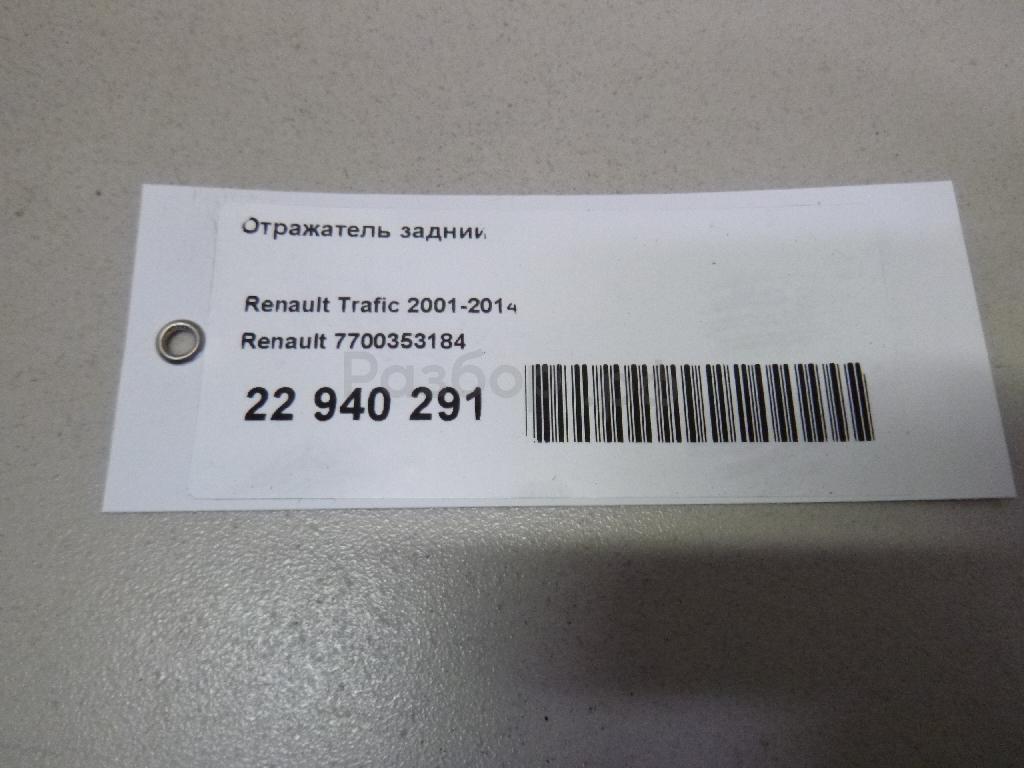 Отражатель задний
Renault Trafic 2001-2014
Renault 7700353184
22 940 291